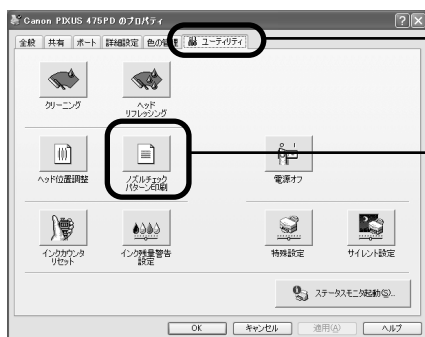 Canon PIXUS 475PD のプロパティ
全般 共有 ポート 詳細設定 色の管理 ユーティリティ
クリーニング ヘッド
リフレッシング
ヘッド位置調整 ノズルチェック
パターン印刷 電源オフ
インクカウンタ
リセット インク残量警告
設定 特殊設定 サイレント設定
ステータスモニタ起動(S)...
OK キャンセル 適用(A) ヘルプ